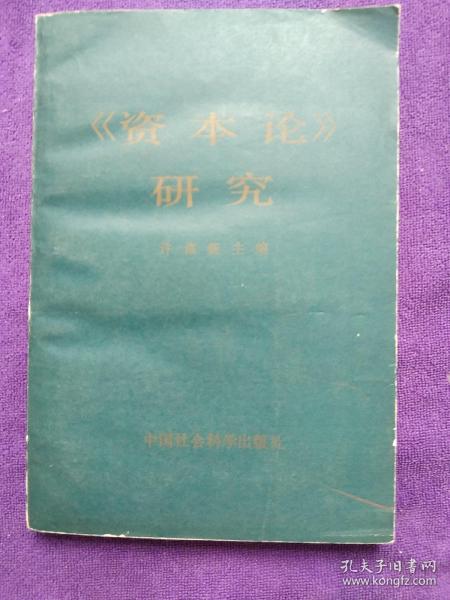 《资本论》
研究
许涤新主编
中国社会科学出版社
孔夫子旧书网
www.kongfz.com